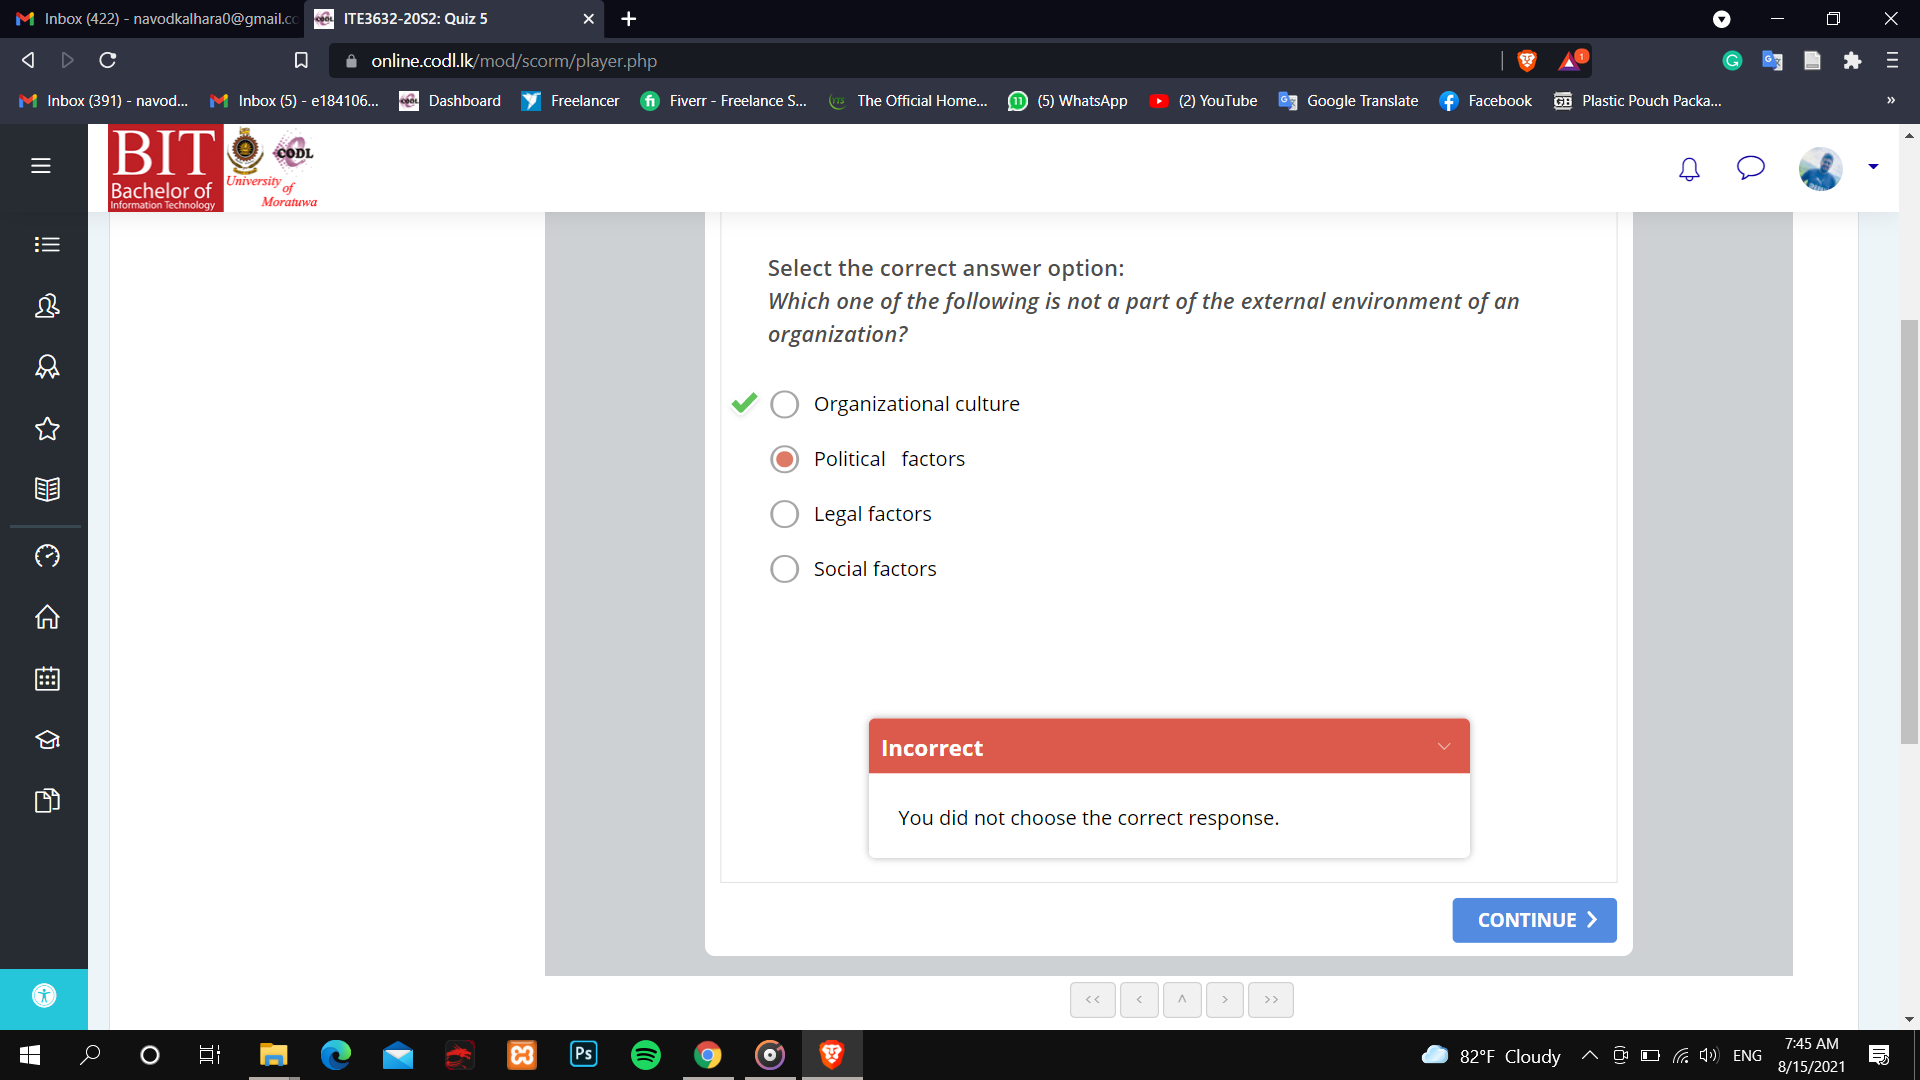 Inbox (422) - navodkalhara0@gmail.co
ITE3632-20S2: Quiz 5
online.codl.lk/mod/scorm/player.php
1
Inbox (391) - navod...
Inbox (5) - e184106...
Dashboard
Freelancer
Fiverr - Freelance S...
The Official Home...
11
(5) WhatsApp
(2) YouTube
Google Translate
Facebook
Plastic Pouch Packa...
»
BIT
Bachelor of
Information Technology
CODL
University
of
Moratuwa
Select the correct answer option:
Which one of the following is not a part of the external environment of an
organization?
Organizational culture
Political factors
Legal factors
Social factors
Incorrect
You did not choose the correct response.
CONTINUE
<< < ^ > >>
Ps
82°F Cloudy
ENG
7:45 AM
8/15/2021